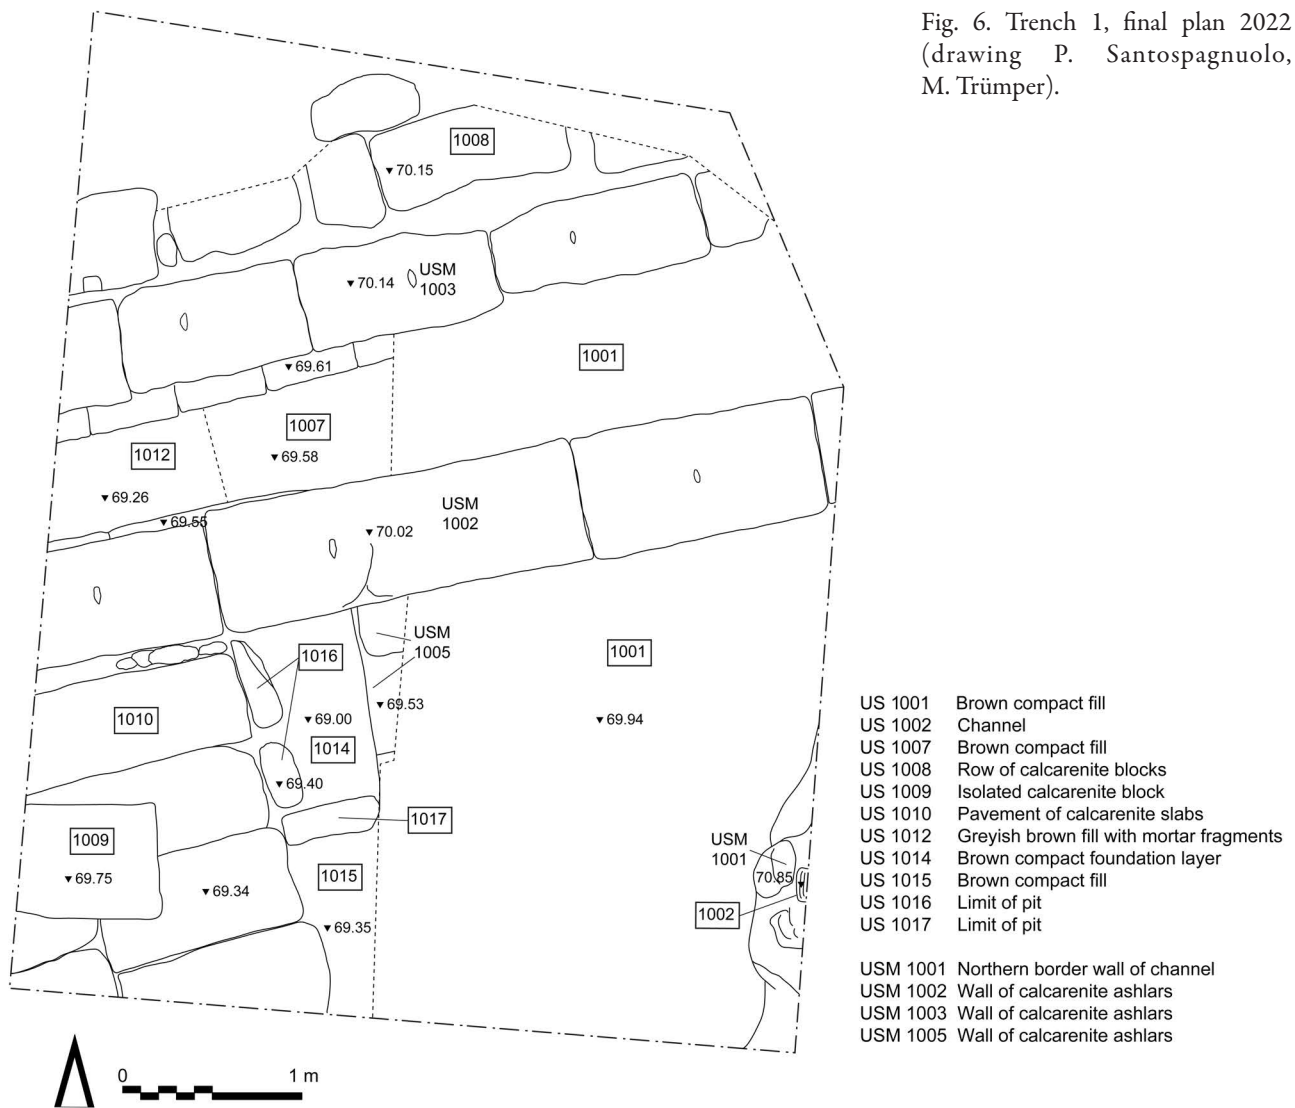 Fig. 6. Trench 1, final plan 2022
(drawing P. Santospagnuolo,
M. Trümper).
1008
70.15
USM
1003
70.14
1001
69.61
1007
1012
69.58
69.26
69.55
USM
1002
70.02
USM
1005
1016
1001
1010
69.00
69.53
69.94
1014
69.40
1017
1009
USM
1001
69.75
69.34
1015
70.85
1002
69.35
US 1001 Brown compact fill
US 1002 Channel
US 1007 Brown compact fill
US 1008 Row of calcarenite blocks
US 1009 Isolated calcarenite block
US 1010 Pavement of calcarenite slabs
US 1012 Greyish brown fill with mortar fragments
US 1014 Brown compact foundation layer
US 1015 Brown compact fill
US 1016 Limit of pit
US 1017 Limit of pit
USM 1001 Northern border wall of channel
USM 1002 Wall of calcarenite ashlars
USM 1003 Wall of calcarenite ashlars
USM 1005 Wall of calcarenite ashlars
0 1 m